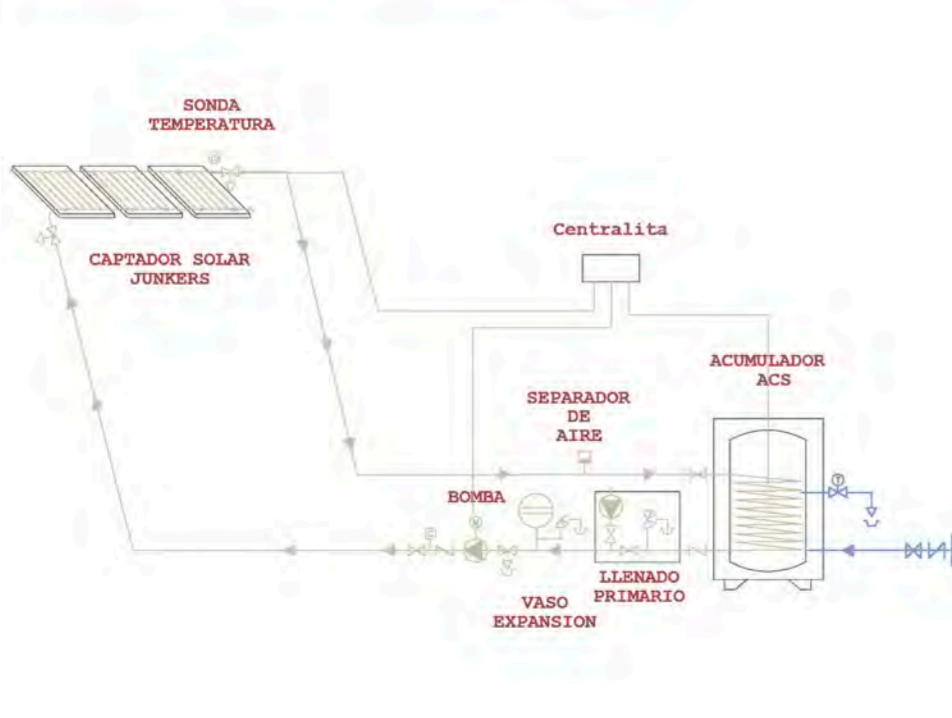 SONDA
TEMPERATURA
CAPTADOR SOLAR
JUNKERS
Centralita
ACUMULADOR
ACS
SEPARADOR
DE
AIRE
BOMBA
LLENADO
PRIMARIO
VASO
EXPANSION